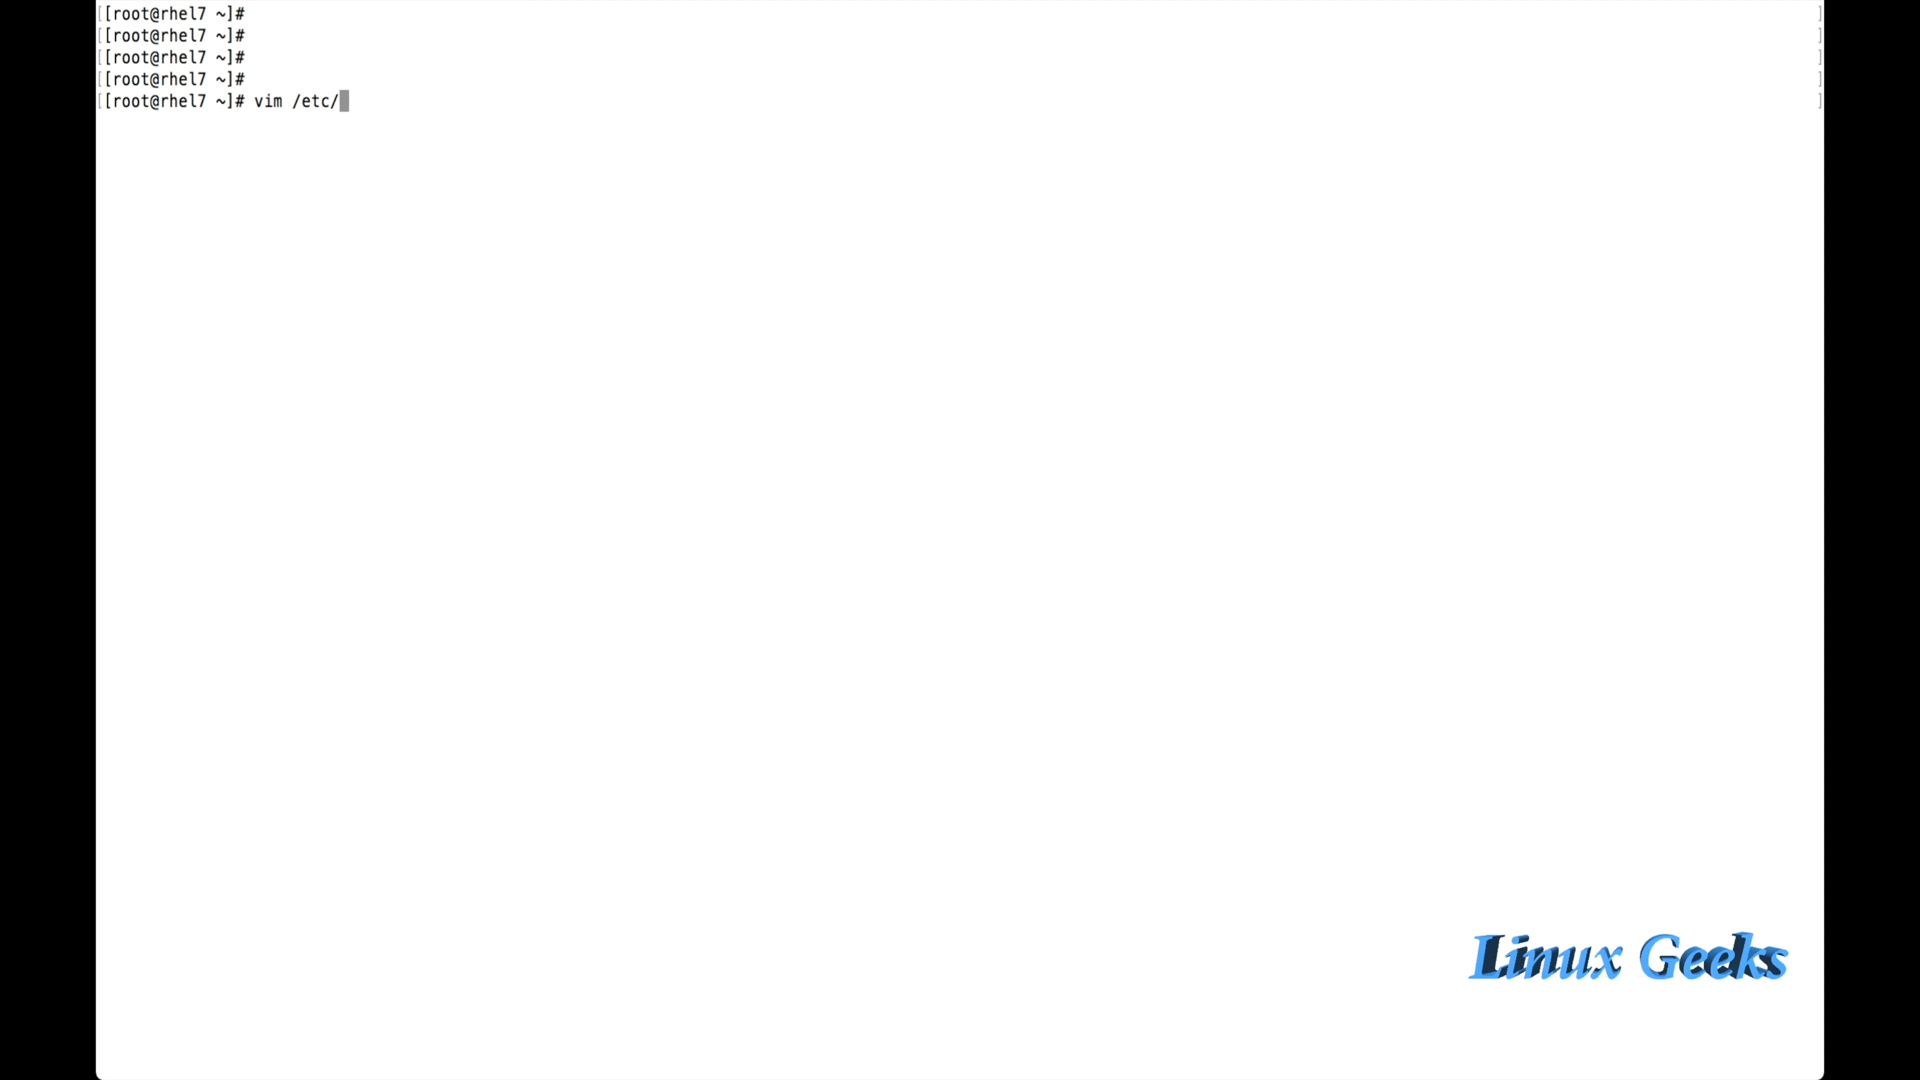 [[root@rhel7 ~]# ]
[[root@rhel7 ~]# ]
[[root@rhel7 ~]# ]
[[root@rhel7 ~]# ]
[[root@rhel7 ~]# vim /etc/ ]
Linux Geeks